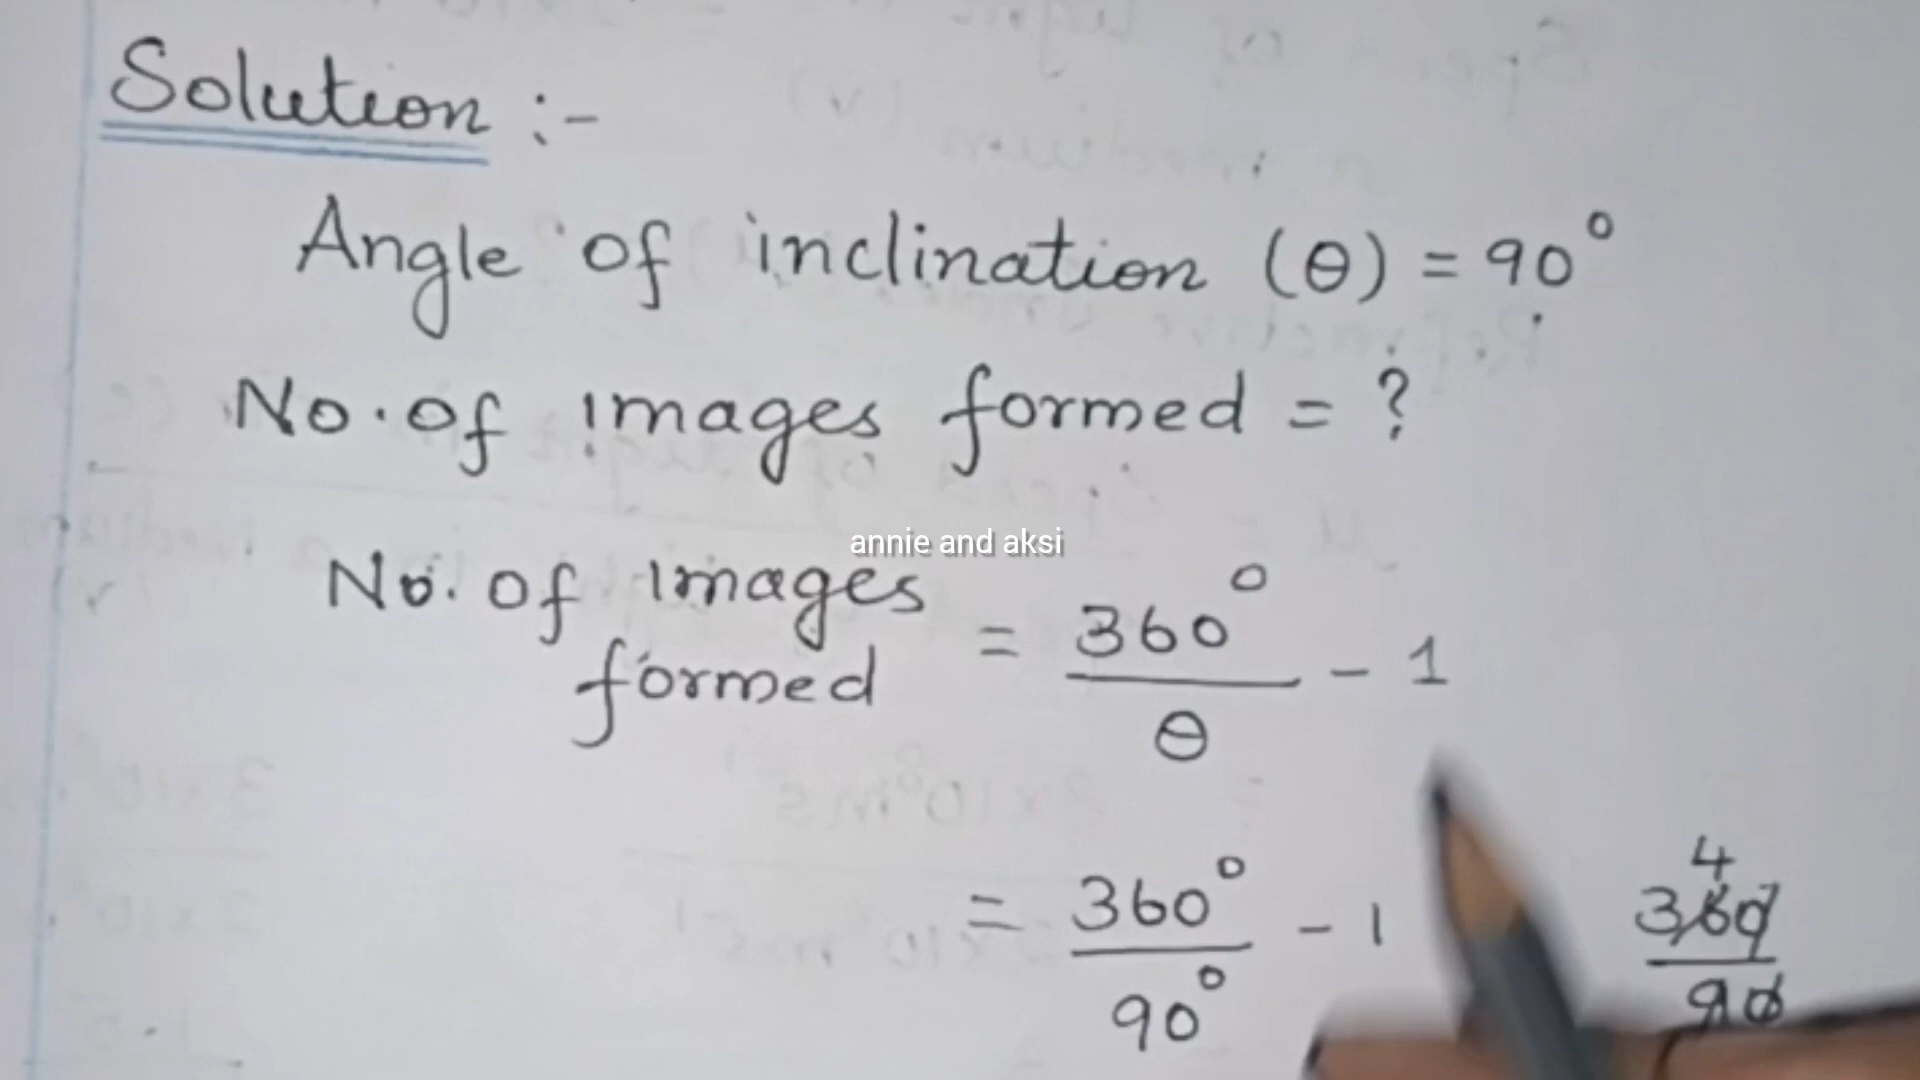 Solution :-
Angle of inclination (θ) = 90°
No. of images formed = ?
annie and aksi
No. of images formed = 360° / θ - 1
= 360° / 90° - 1
4
360
90